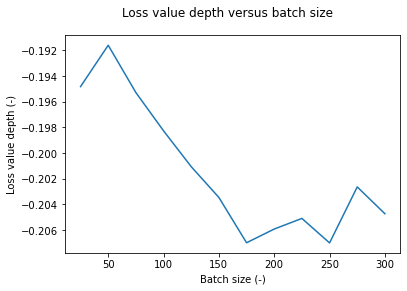 Loss value depth versus batch size
−0.192
−0.194
−0.196
−0.198
−0.200
−0.202
−0.204
−0.206
Loss value depth (-)
50 100 150 200 250 300
Batch size (-)